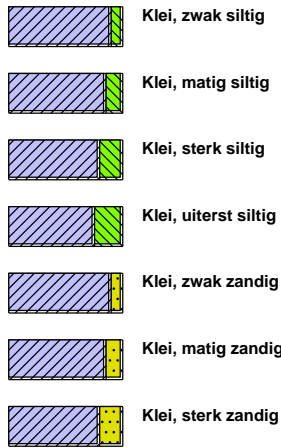 Klei, zwak siltig
Klei, matig siltig
Klei, sterk siltig
Klei, uiterst siltig
Klei, zwak zandig
Klei, matig zandig
Klei, sterk zandig